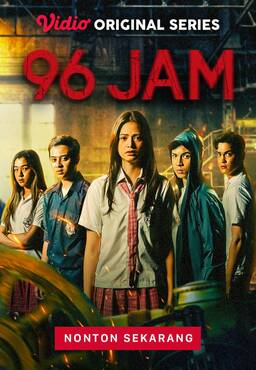 Vidio ORIGINAL SERIES
96 JAM
NONTON SEKARANG